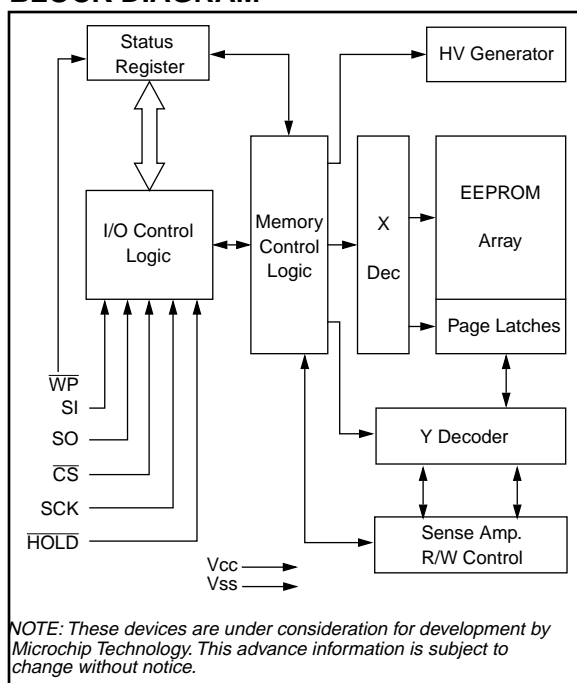 Status
Register
HV Generator
I/O Control
Logic
Memory
Control
Logic
X
Dec
EEPROM
Array
Page Latches
WP
SI
SO
CS
SCK
HOLD
Y Decoder
Sense Amp.
R/W Control
Vcc
Vss
NOTE: These devices are under consideration for development by
Microchip Technology. This advance information is subject to
change without notice.